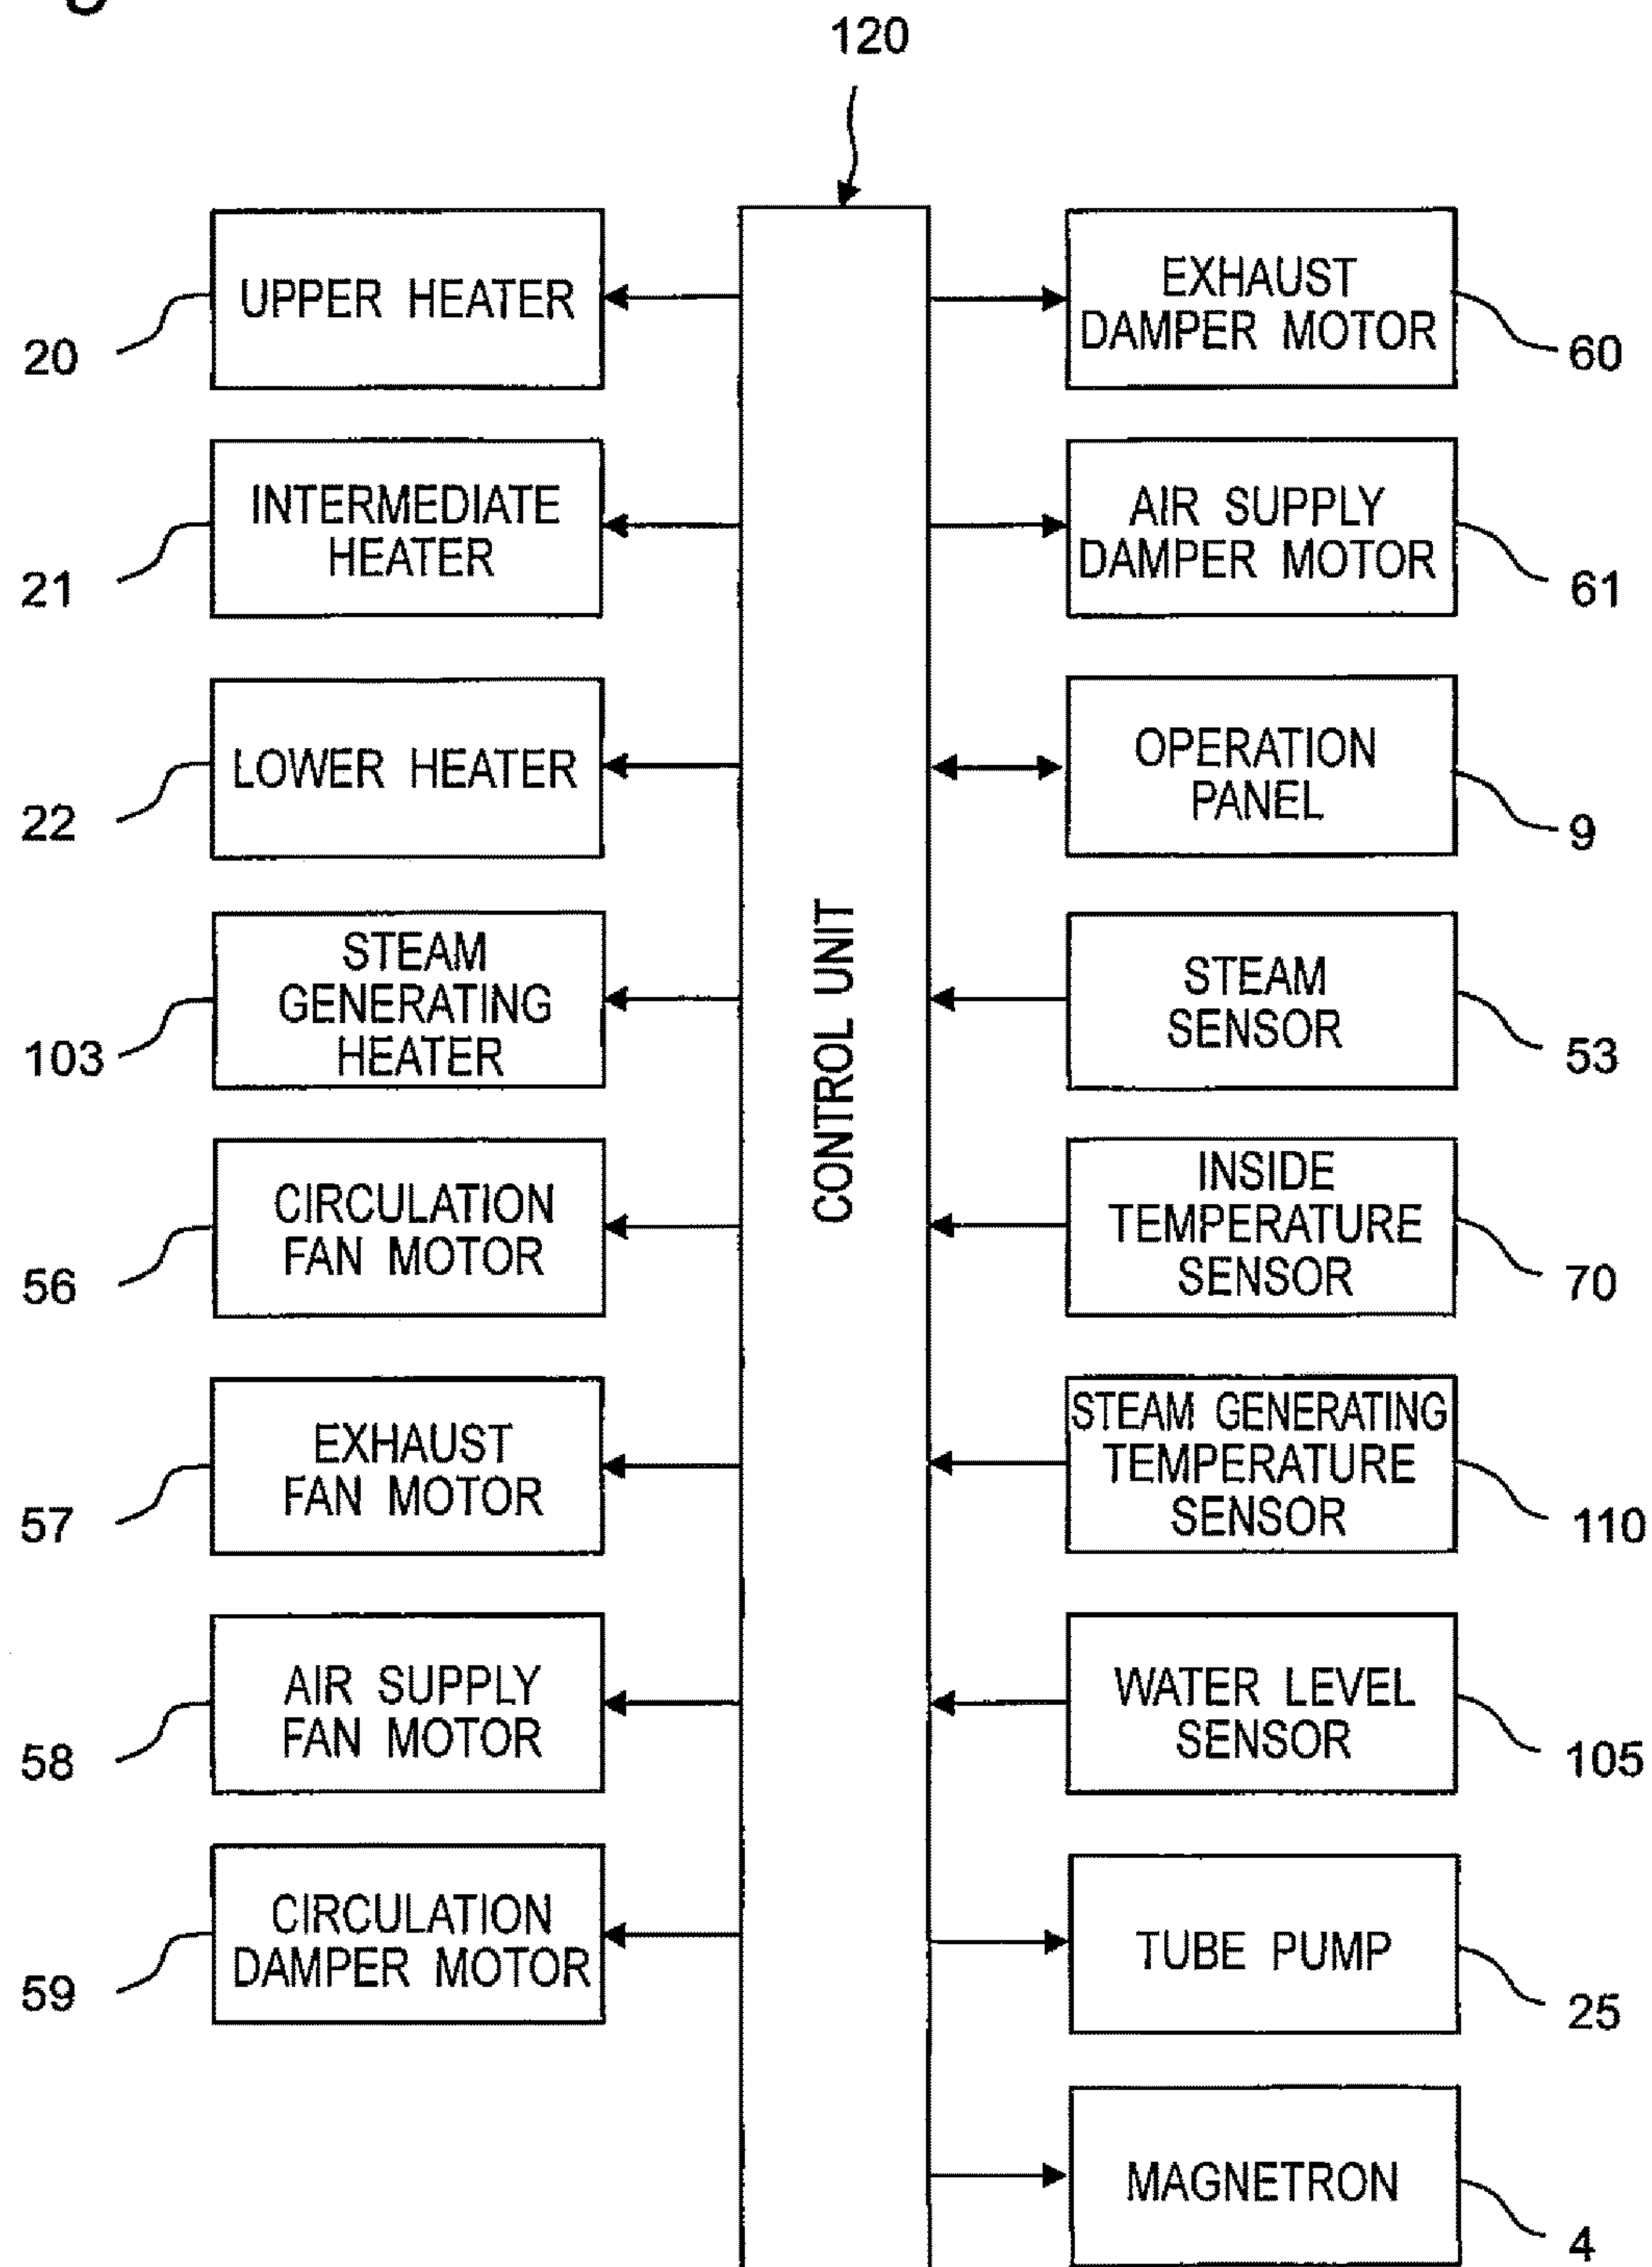 120
UPPER HEATER
20
INTERMEDIATE
HEATER
21
LOWER HEATER
22
STEAM
GENERATING
HEATER
103
CIRCULATION
FAN MOTOR
56
EXHAUST
FAN MOTOR
57
AIR SUPPLY
FAN MOTOR
58
CIRCULATION
DAMPER MOTOR
59
CONTROL UNIT
EXHAUST
DAMPER MOTOR
60
AIR SUPPLY
DAMPER MOTOR
61
OPERATION
PANEL
9
STEAM
SENSOR
53
INSIDE
TEMPERATURE
SENSOR
70
STEAM GENERATING
TEMPERATURE
SENSOR
110
WATER LEVEL
SENSOR
105
TUBE PUMP
25
MAGNETRON
4